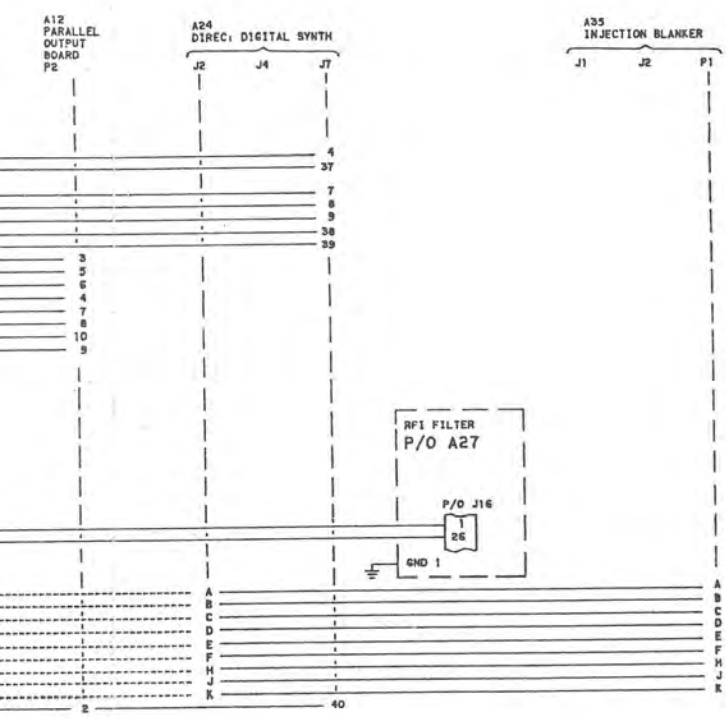 A12
PARALLEL
OUTPUT
BOARD
P2
A24
DIREC: DIGITAL SYNTH
J2 J4 J7
A35
INJECTION BLANKER
J1 J2 P1
4
37
7
8
9
38
39
3
5
6
4
7
8
10
9
RFI FILTER
P/O A27
P/O J16
1
26
GND 1
A A
B B
C C
D D
E E
F F
H H
J J
K K
2 40